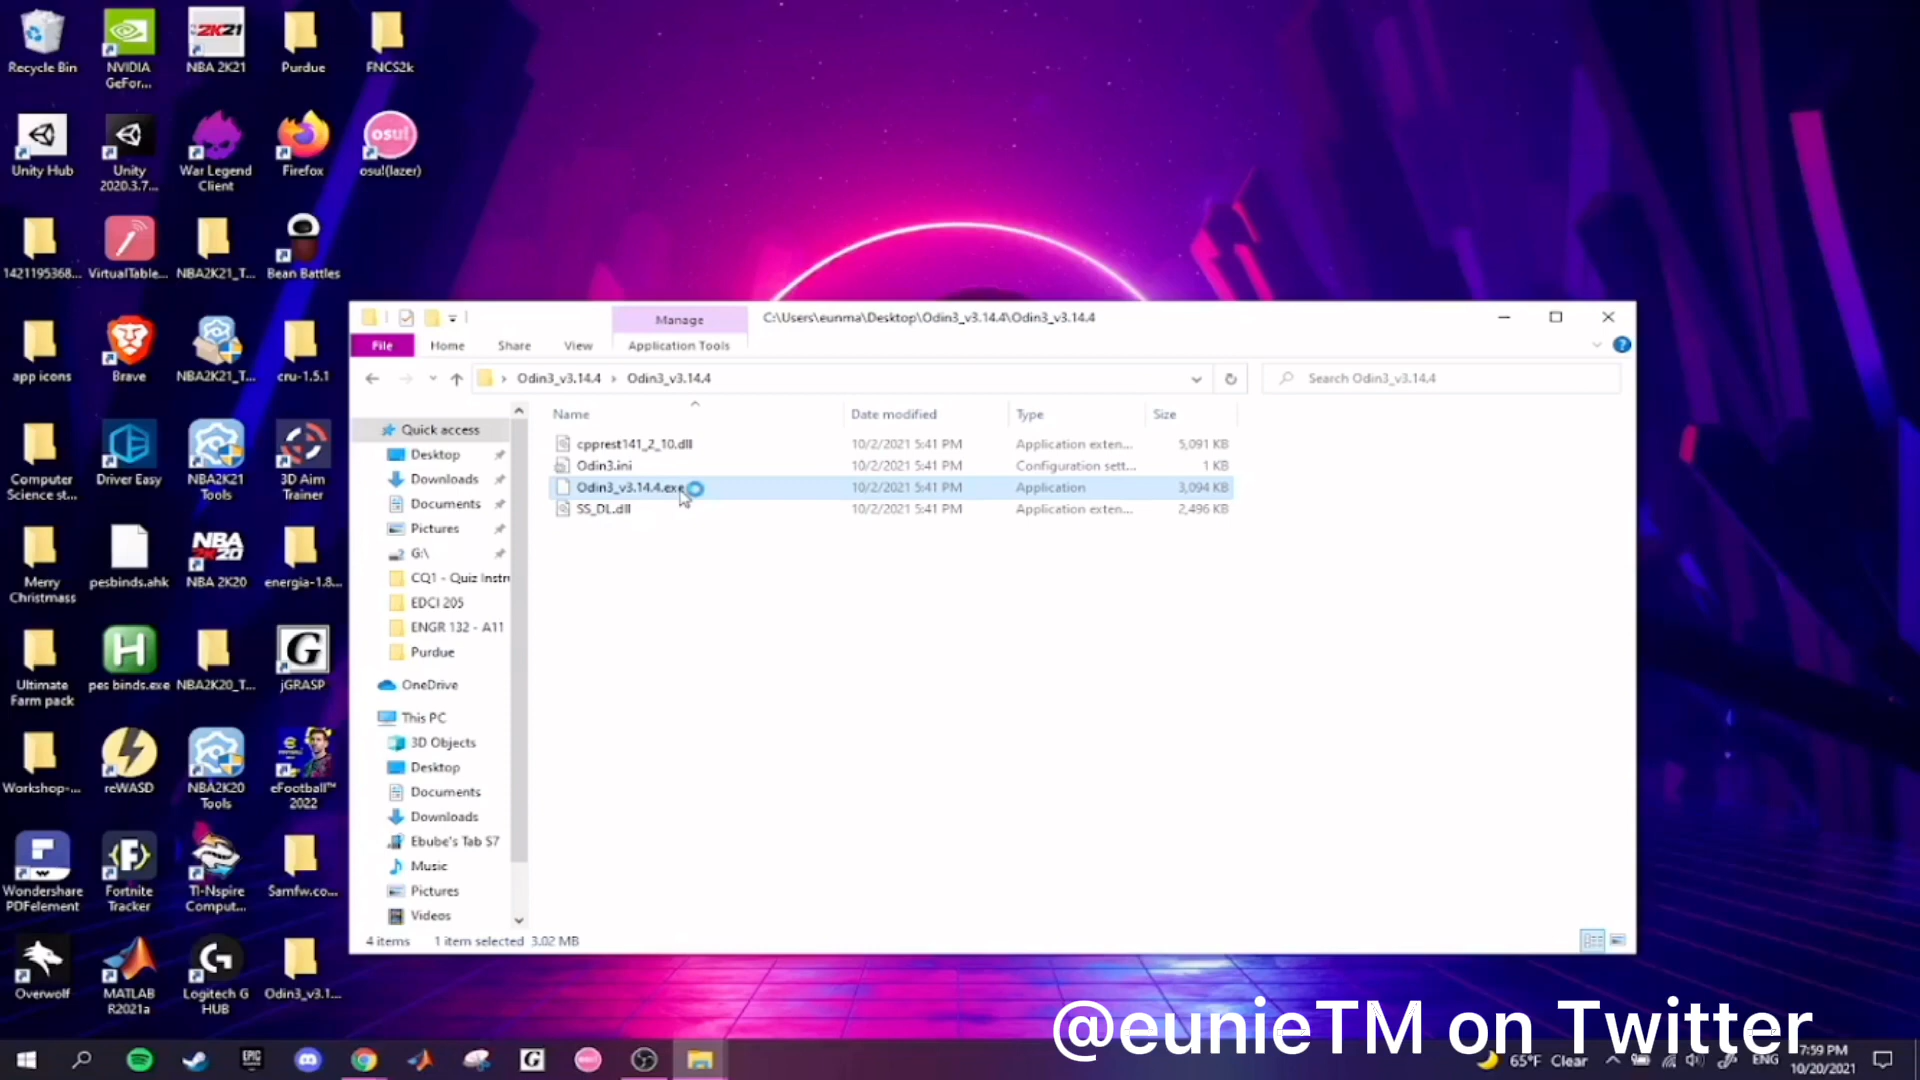 Recycle Bin
NVIDIA
GeFor...
2K21
NBA 2K21
Purdue
FNCS2k
Unity Hub
Unity
2020.3.7...
War Legend
Client
Firefox
osu!
osu!(lazer)
1421195368...
VirtualTable...
NBA2K21_T...
Bean Battles
app icons
Brave
NBA2K21_T...
cru-1.5.1
Computer
Science st...
Driver Easy
NBA2K21
Tools
3D Aim
Trainer
Merry
Christmass
pesbinds.ahk
NBA
2K20
NBA 2K20
energia-1.8...
Ultimate
Farm pack
H
pes binds.exe
NBA2K20_T...
G
jGRASP
Workshop-...
reWASD
NBA2K20
Tools
eFootball™
2022
Wondershare
PDFelement
Fortnite
Tracker
TI-Nspire
Comput...
Samfw.co...
Overwolf
MATLAB
R2021a
Logitech G
HUB
Odin3_v3.1...
Manage
C:\Users\eunma\Desktop\Odin3_v3.14.4\Odin3_v3.14.4
File
Home
Share
View
Application Tools
Odin3_v3.14.4 > Odin3_v3.14.4
Search Odin3_v3.14.4
Name
Date modified
Type
Size
cpprest141_2_10.dll 10/2/2021 5:41 PM Application exten... 5,091 KB
Odin3.ini 10/2/2021 5:41 PM Configuration sett... 1 KB
Odin3_v3.14.4.exe 10/2/2021 5:41 PM Application 3,094 KB
SS_DL.dll 10/2/2021 5:41 PM Application exten... 2,496 KB
Quick access
Desktop
Downloads
Documents
Pictures
G:\
CQ1 - Quiz Instr
EDCI 205
ENGR 132 - A11
Purdue
OneDrive
This PC
3D Objects
Desktop
Documents
Downloads
Ebube's Tab S7
Music
Pictures
Videos
4 items
1 item selected 3.02 MB
@eunieTM on Twitter
EPIC
G
65°F Clear
ENG
7:59 PM
10/20/2021